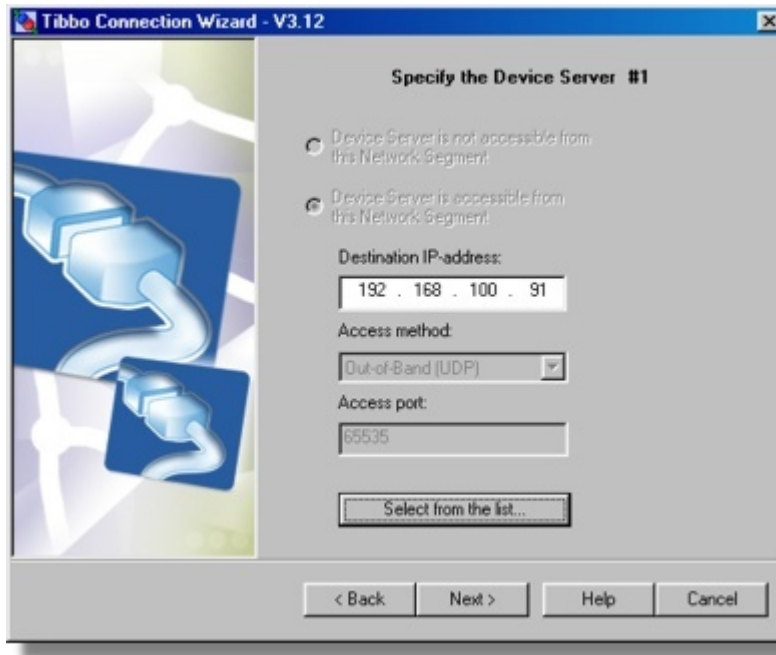 Tibbo Connection Wizard - V3.12
Specify the Device Server #1
Device Server is not accessible from
this Network Segment
Device Server is accessible from
this Network Segment
Destination IP-address:
192 . 168 . 100 . 91
Access method:
Out-of-Band (UDP)
Access port:
65535
Select from the list...
< Back Next > Help Cancel